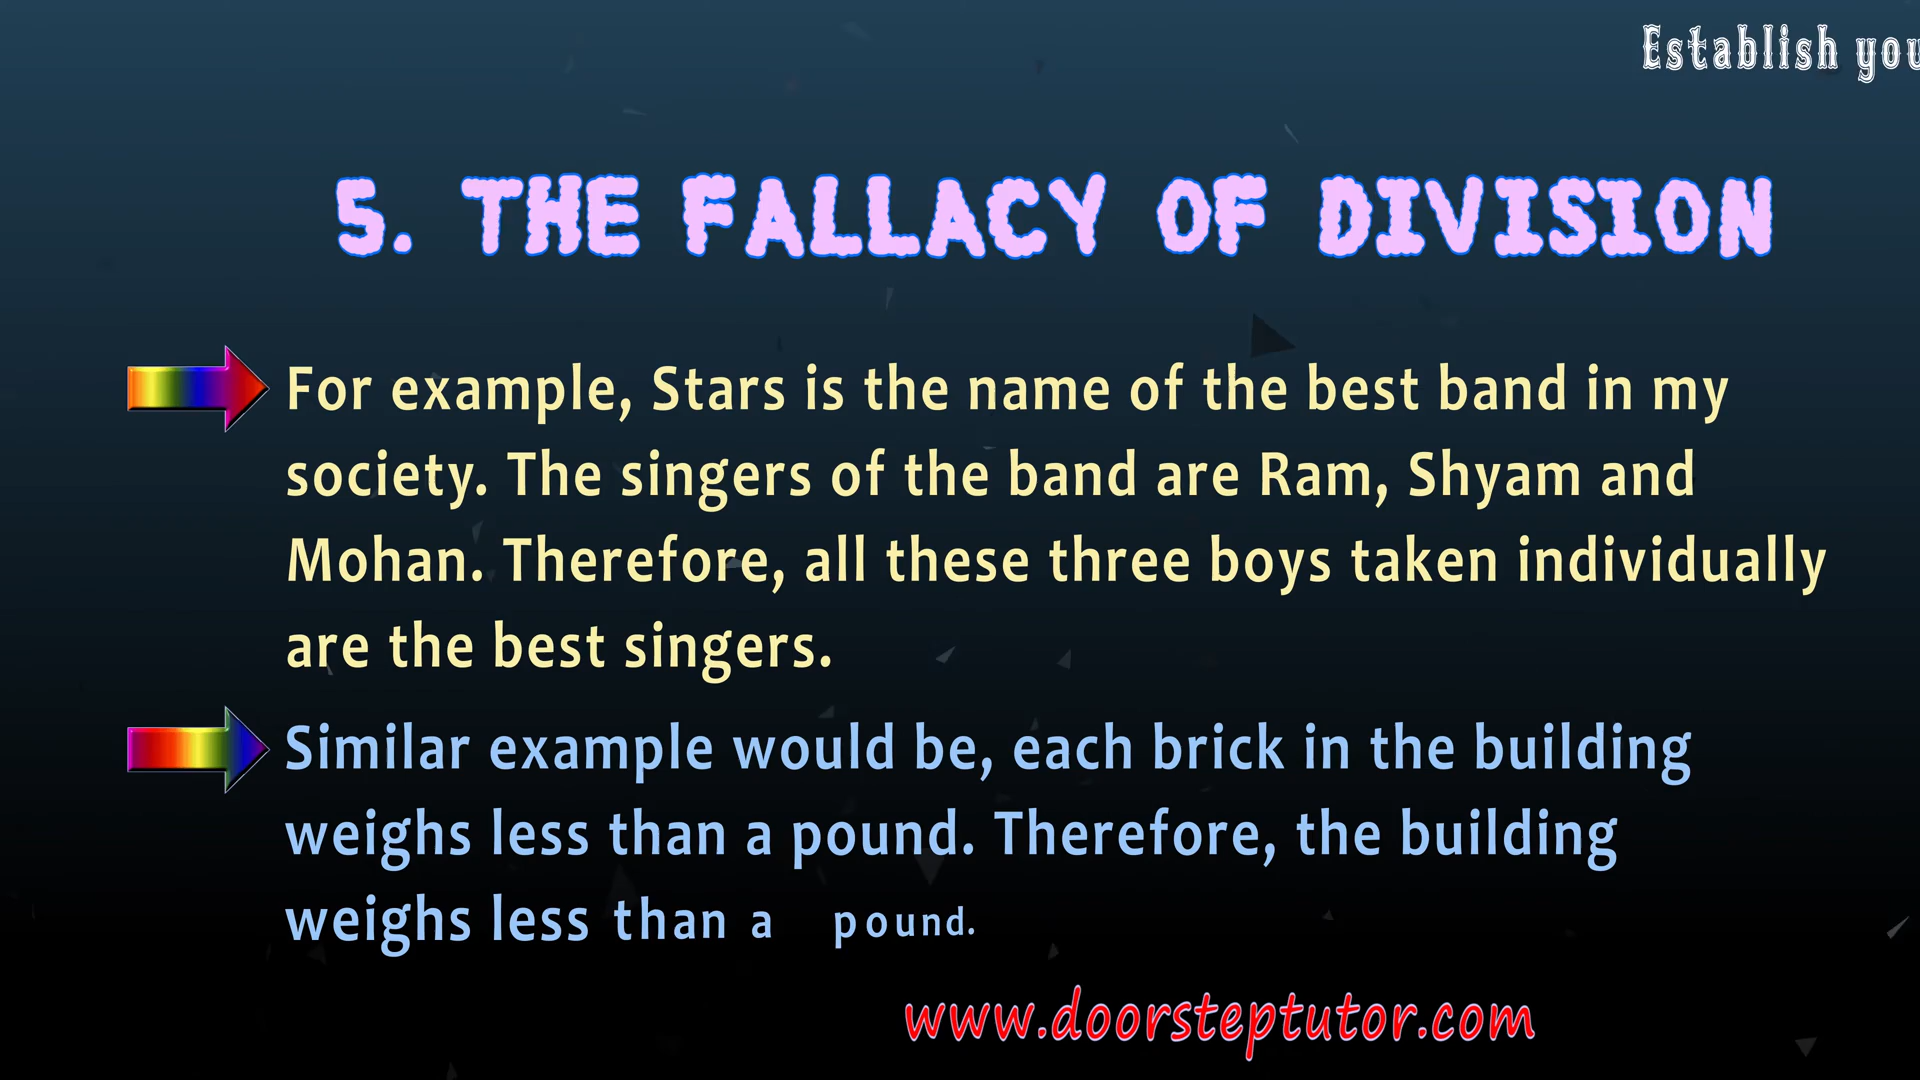 Establish you
5. THE FALLACY OF DIVISION
For example, Stars is the name of the best band in my
society. The singers of the band are Ram, Shyam and
Mohan. Therefore, all these three boys taken individually
are the best singers.
Similar example would be, each brick in the building
weighs less than a pound. Therefore, the building
weighs less than a pound.
www.doorsteptutor.com